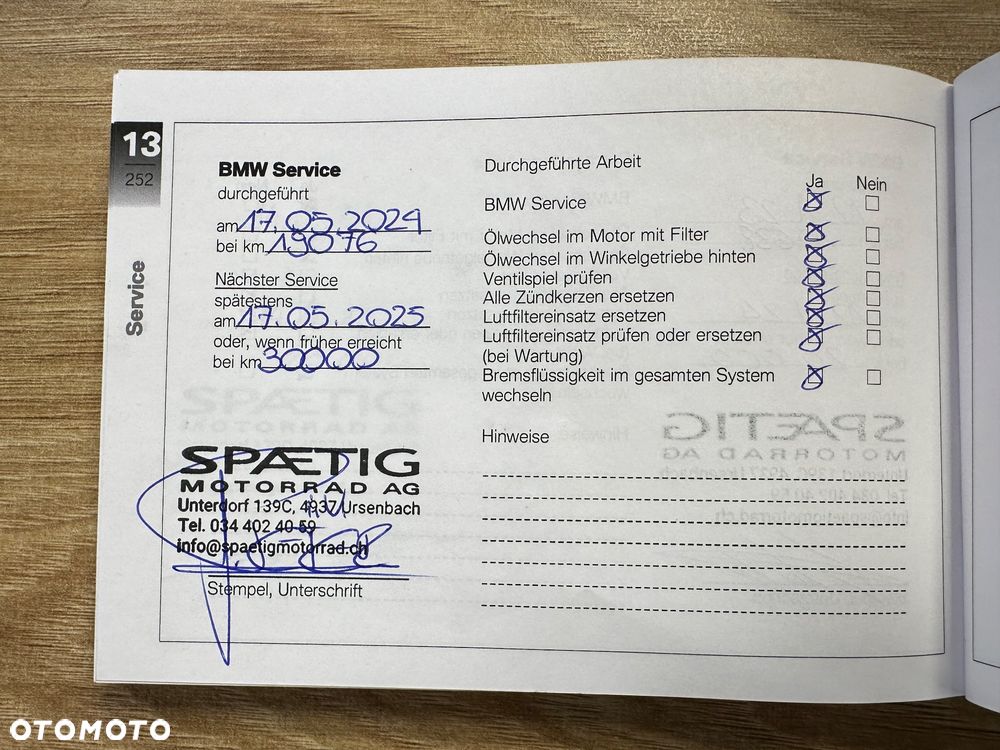 13
252
Service
BMW Service
durchgeführt
am 17.05.2024
bei km 19076
Nächster Service
spätestens
am 17.05.2025
oder, wenn früher erreicht
bei km 30000
SPÆTIG
MOTORRAD AG
Unterdorf 139C, 4937 Ursenbach
Tel. 034 402 40 59
info@spaetigmotorrad.ch
Stempel, Unterschrift
Durchgeführte Arbeit
Ja Nein
BMW Service
Ölwechsel im Motor mit Filter
Ölwechsel im Winkelgetriebe hinten
Ventilspiel prüfen
Alle Zündkerzen ersetzen
Luftfiltereinsatz ersetzen
Luftfiltereinsatz prüfen oder ersetzen
(bei Wartung)
Bremsflüssigkeit im gesamten System
wechseln
Hinweise
OTOMOTO